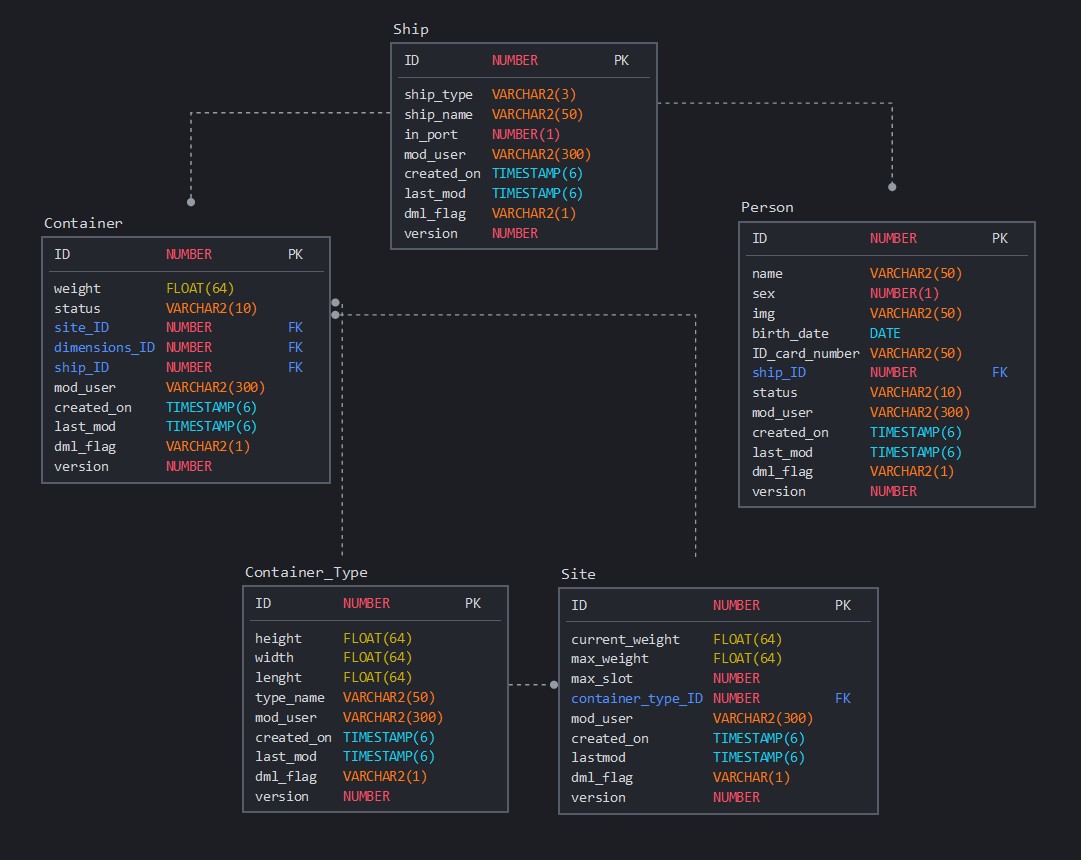 Ship
ID NUMBER PK
ship_type VARCHAR2(3)
ship_name VARCHAR2(50)
in_port NUMBER(1)
mod_user VARCHAR2(300)
created_on TIMESTAMP(6)
last_mod TIMESTAMP(6)
dml_flag VARCHAR2(1)
version NUMBER
Container
ID NUMBER PK
weight FLOAT(64)
status VARCHAR2(10)
site_ID NUMBER FK
dimensions_ID NUMBER FK
ship_ID NUMBER FK
mod_user VARCHAR2(300)
created_on TIMESTAMP(6)
last_mod TIMESTAMP(6)
dml_flag VARCHAR2(1)
version NUMBER
Person
ID NUMBER PK
name VARCHAR2(50)
sex NUMBER(1)
img VARCHAR2(50)
birth_date DATE
ID_card_number VARCHAR2(50)
ship_ID NUMBER FK
status VARCHAR2(10)
mod_user VARCHAR2(300)
created_on TIMESTAMP(6)
last_mod TIMESTAMP(6)
dml_flag VARCHAR2(1)
version NUMBER
Container_Type
ID NUMBER PK
height FLOAT(64)
width FLOAT(64)
lenght FLOAT(64)
type_name VARCHAR2(50)
mod_user VARCHAR2(300)
created_on TIMESTAMP(6)
last_mod TIMESTAMP(6)
dml_flag VARCHAR2(1)
version NUMBER
Site
ID NUMBER PK
current_weight FLOAT(64)
max_weight FLOAT(64)
max_slot NUMBER
container_type_ID NUMBER FK
mod_user VARCHAR2(300)
created_on TIMESTAMP(6)
lastmod TIMESTAMP(6)
dml_flag VARCHAR(1)
version NUMBER